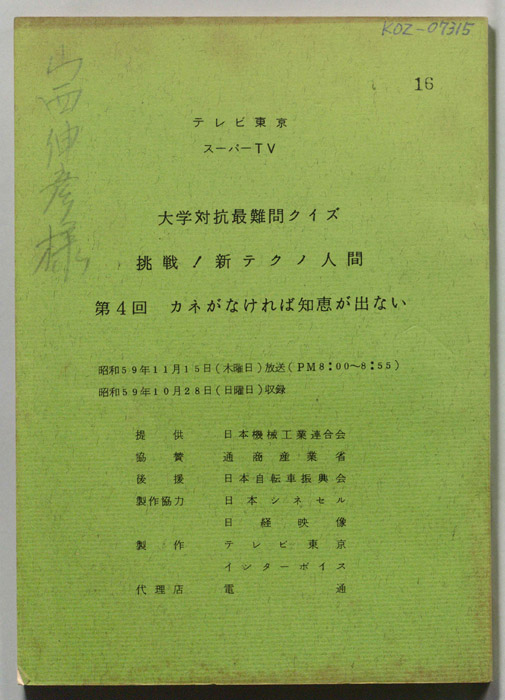 KOZ-07315
16
山西伸彦様
テレビ東京
スーパーTV
大学対抗最難問クイズ
挑戦!新テクノ人間
第4回 カネがなければ知恵が出ない
昭和59年11月15日(木曜日)放送(PM8:00〜8:55)
昭和59年10月28日(日曜日)収録
提供 日本機械工業連合会
協賛 通商産業省
後援 日本自転車振興会
製作協力 日本シネセル
日経映像
製作 テレビ東京
インターボイス
代理店 電通